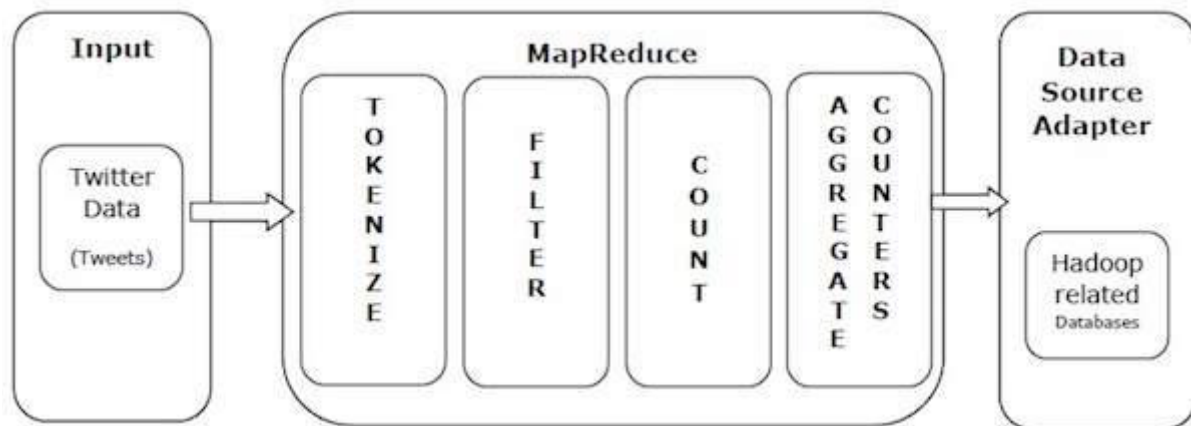 Input
Twitter
Data
(Tweets)
MapReduce
TOKENIZE
FILTER
COUNT
AGGREGATE
COUNTERS
Data
Source
Adapter
Hadoop
related
Databases